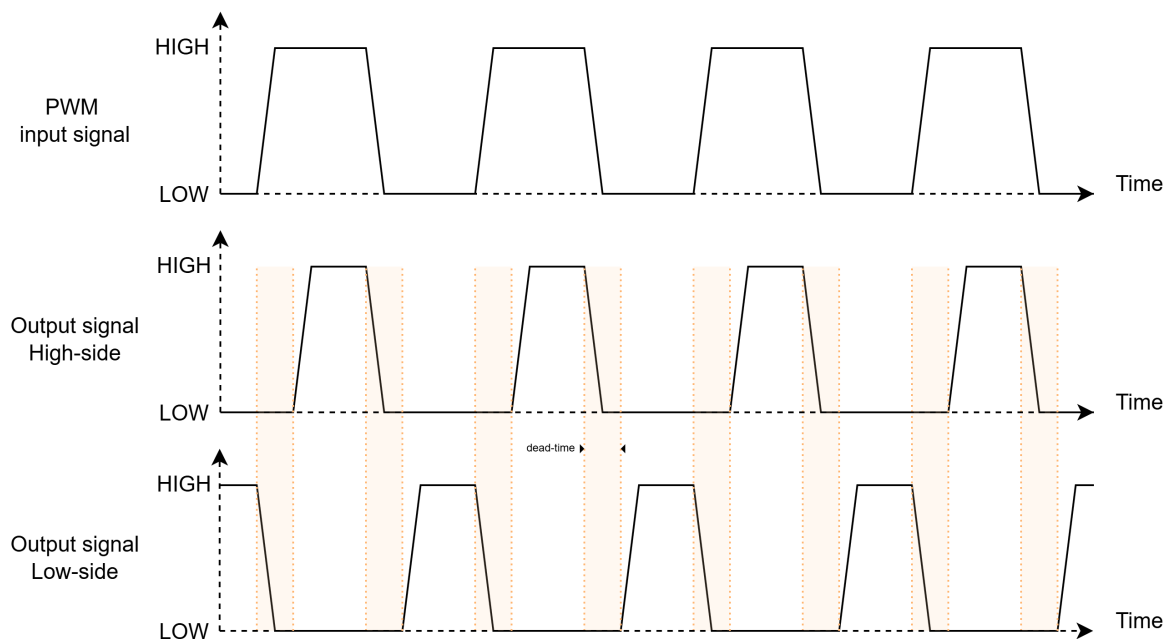 HIGH
PWM
input signal
LOW
Time
HIGH
Output signal
High-side
LOW
Time
dead-time
HIGH
Output signal
Low-side
LOW
Time